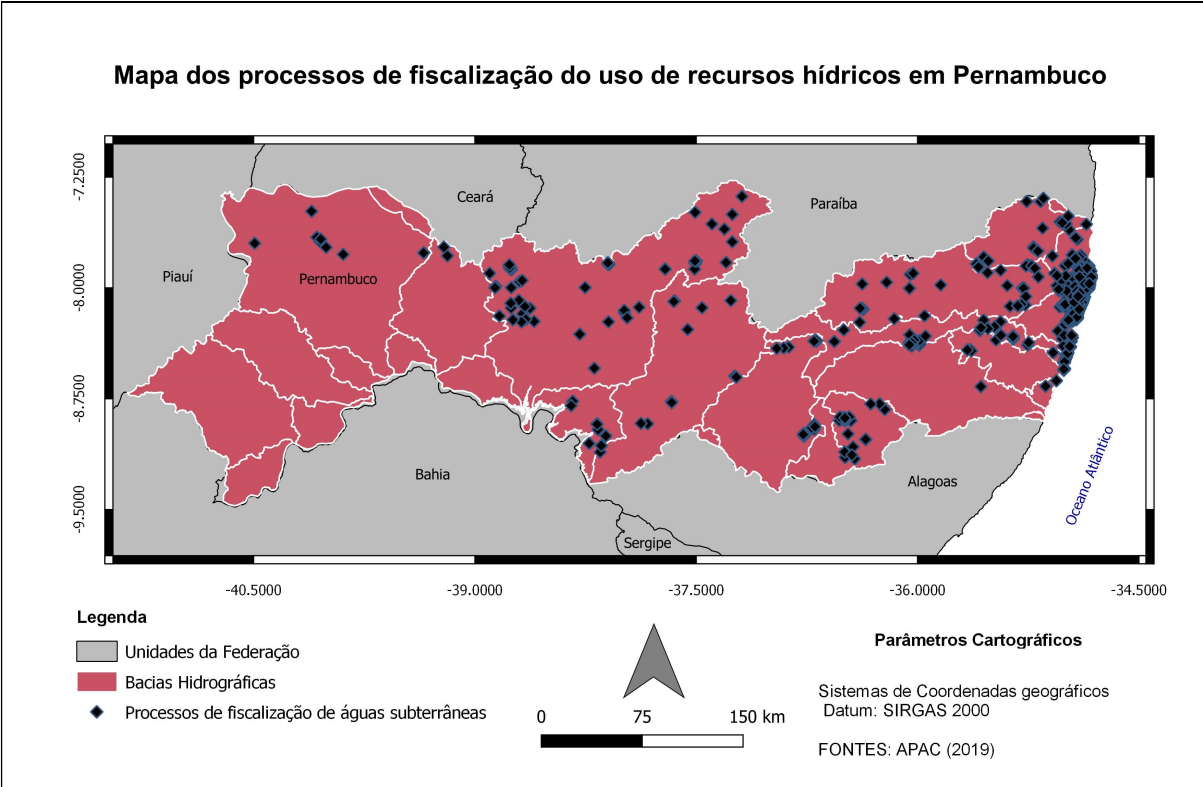 Mapa dos processos de fiscalização do uso de recursos hídricos em Pernambuco
-7.2500
-8.0000
-8.7500
-9.5000
Ceará
Paraíba
Piauí
Pernambuco
Bahia
Alagoas
Sergipe
Oceano Atlântico
-40.5000 -39.0000 -37.5000 -36.0000 -34.5000
Legenda
Unidades da Federação
Bacias Hidrográficas
Processos de fiscalização de águas subterrâneas
0 75 150 km
Parâmetros Cartográficos
Sistemas de Coordenadas geográficos
Datum: SIRGAS 2000
FONTES: APAC (2019)